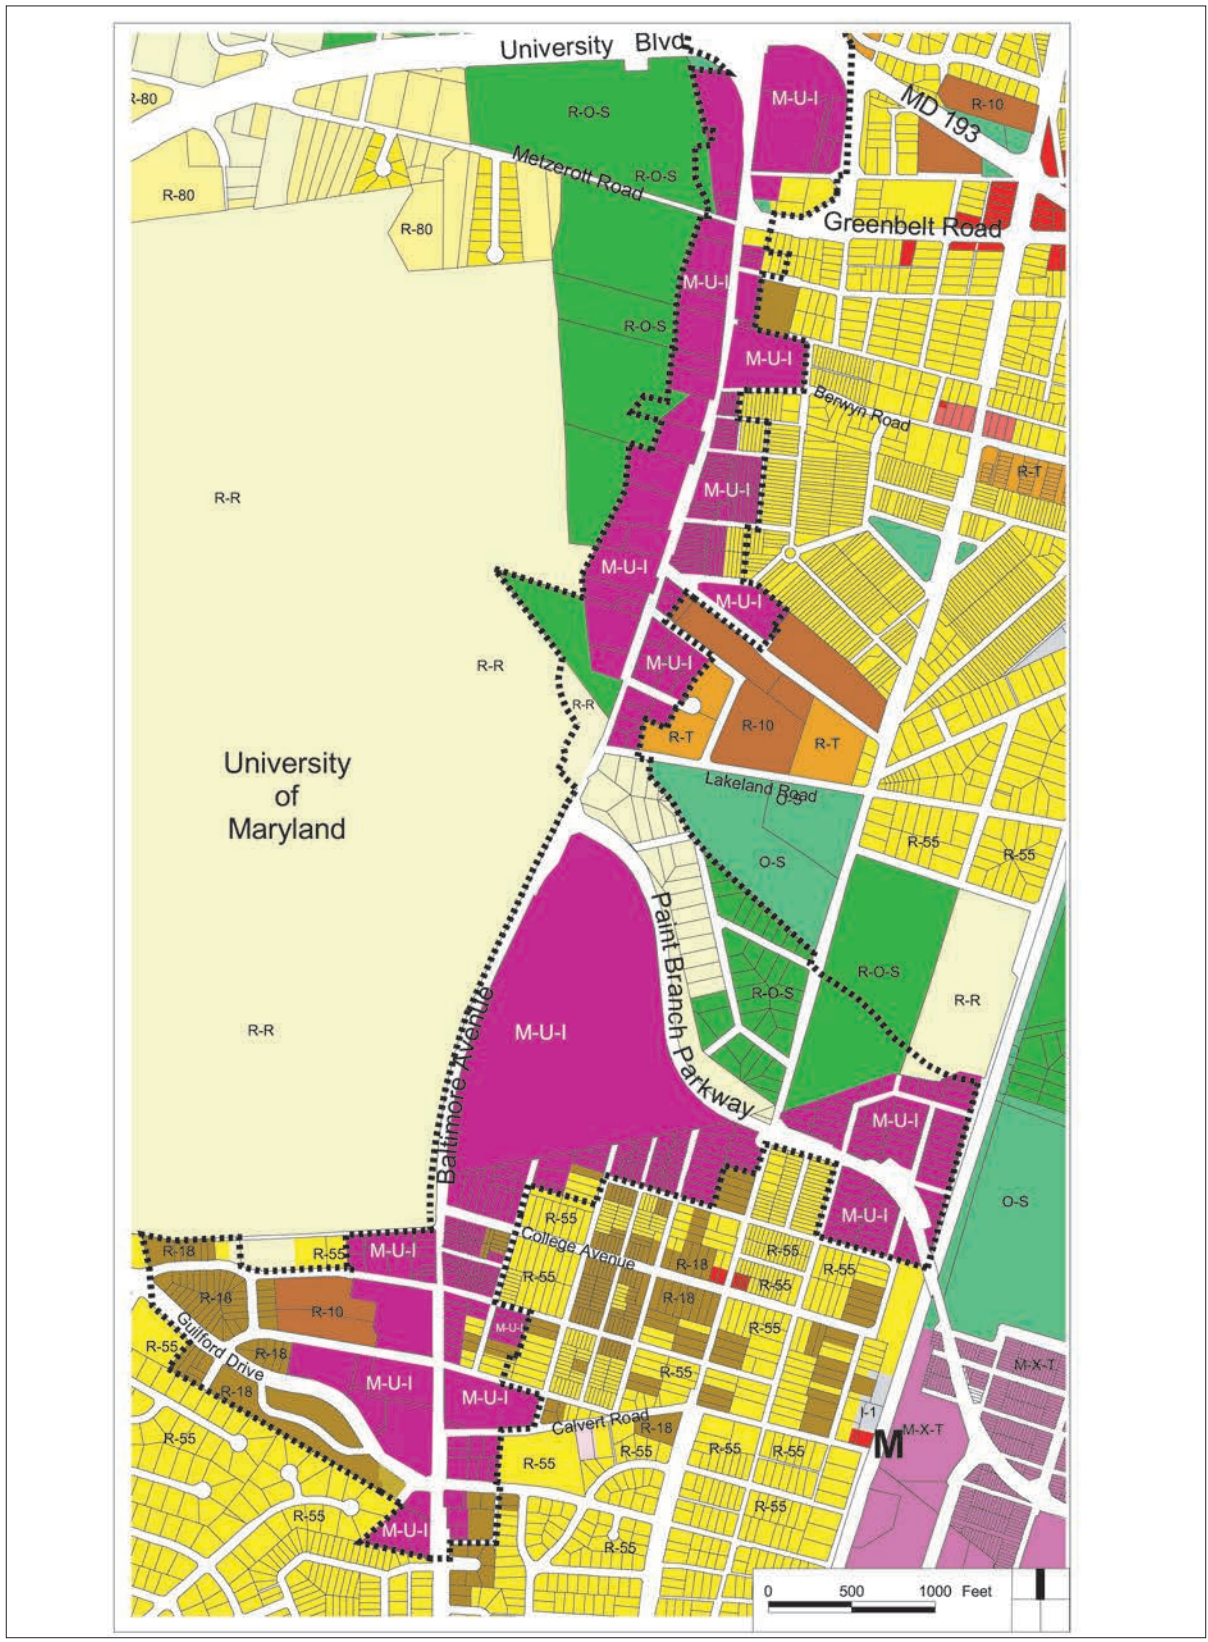 University Blvd
M-U-I
R-80
R-10
MD 193
R-O-S
Metzerott Road
R-O-S
R-80
R-80
Greenbelt Road
M-U-I
R-O-S
M-U-I
Berwyn Road
R-T
R-R
M-U-I
M-U-I
M-U-I
R-R
M-U-I
R-R
R-T
R-10
R-T
University
of
Maryland
Lakeland Road
O-S
R-55
R-55
O-S
Paint Branch Parkway
R-O-S
R-O-S
R-R
R-R
M-U-I
Baltimore Avenue
M-U-I
O-S
M-U-I
R-55
College Avenue
R-18
R-55
M-U-I
R-18
R-55
R-55
R-55
R-55
R-18
R-18
R-10
M-U-I
R-55
Guilford Drive
R-55
R-18
R-55
M-X-T
R-18
M-U-I
M-U-I
I-1
Calvert Road
R-18
M-X-T
M
R-55
R-55
R-55
R-55
R-55
R-55
R-55
M-U-I
R-55
0 500 1000 Feet